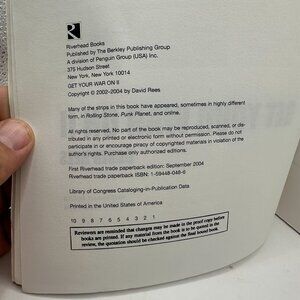 R
Riverhead Books
Published by The Berkley Publishing Group
A division of Penguin Group (USA) Inc.
375 Hudson Street
New York, New York 10014
GET YOUR WAR ON II
Copyright © 2002-2004 by David Rees
Many of the strips in this book have appeared, sometimes in highly different
form, in Rolling Stone, Punk Planet, and online.
All rights reserved. No part of this book may be reproduced, scanned, or dis-
tributed in any printed or electronic form without permission. Please do not
participate in or encourage piracy of copyrighted materials in violation of the
author's rights. Purchase only authorized editions.
First Riverhead trade paperback edition: September 2004
Riverhead trade paperback ISBN: 1-59448-048-6
Library of Congress Cataloging-in-Publication Data
Printed in the United States of America
10 9 8 7 6 5 4 3 2 1
Reviewers are reminded that changes may be made in this proof copy before
books are printed. If any material from the book is to be quoted in the
review, the quotation should be checked against the final bound book.